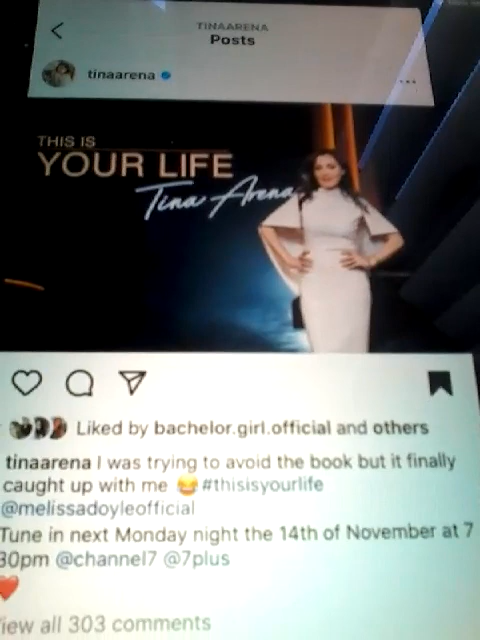 TINAARENA
Posts
tinaarena
THIS IS
YOUR LIFE
Tina Arena
Liked by bachelor.girl.official and others
tinaarena I was trying to avoid the book but it finally
caught up with me 😂 #thisisyourlife
@melissadoyleofficial
Tune in next Monday night the 14th of November at 7
30pm @channel7 @7plus
❤️
iew all 303 comments